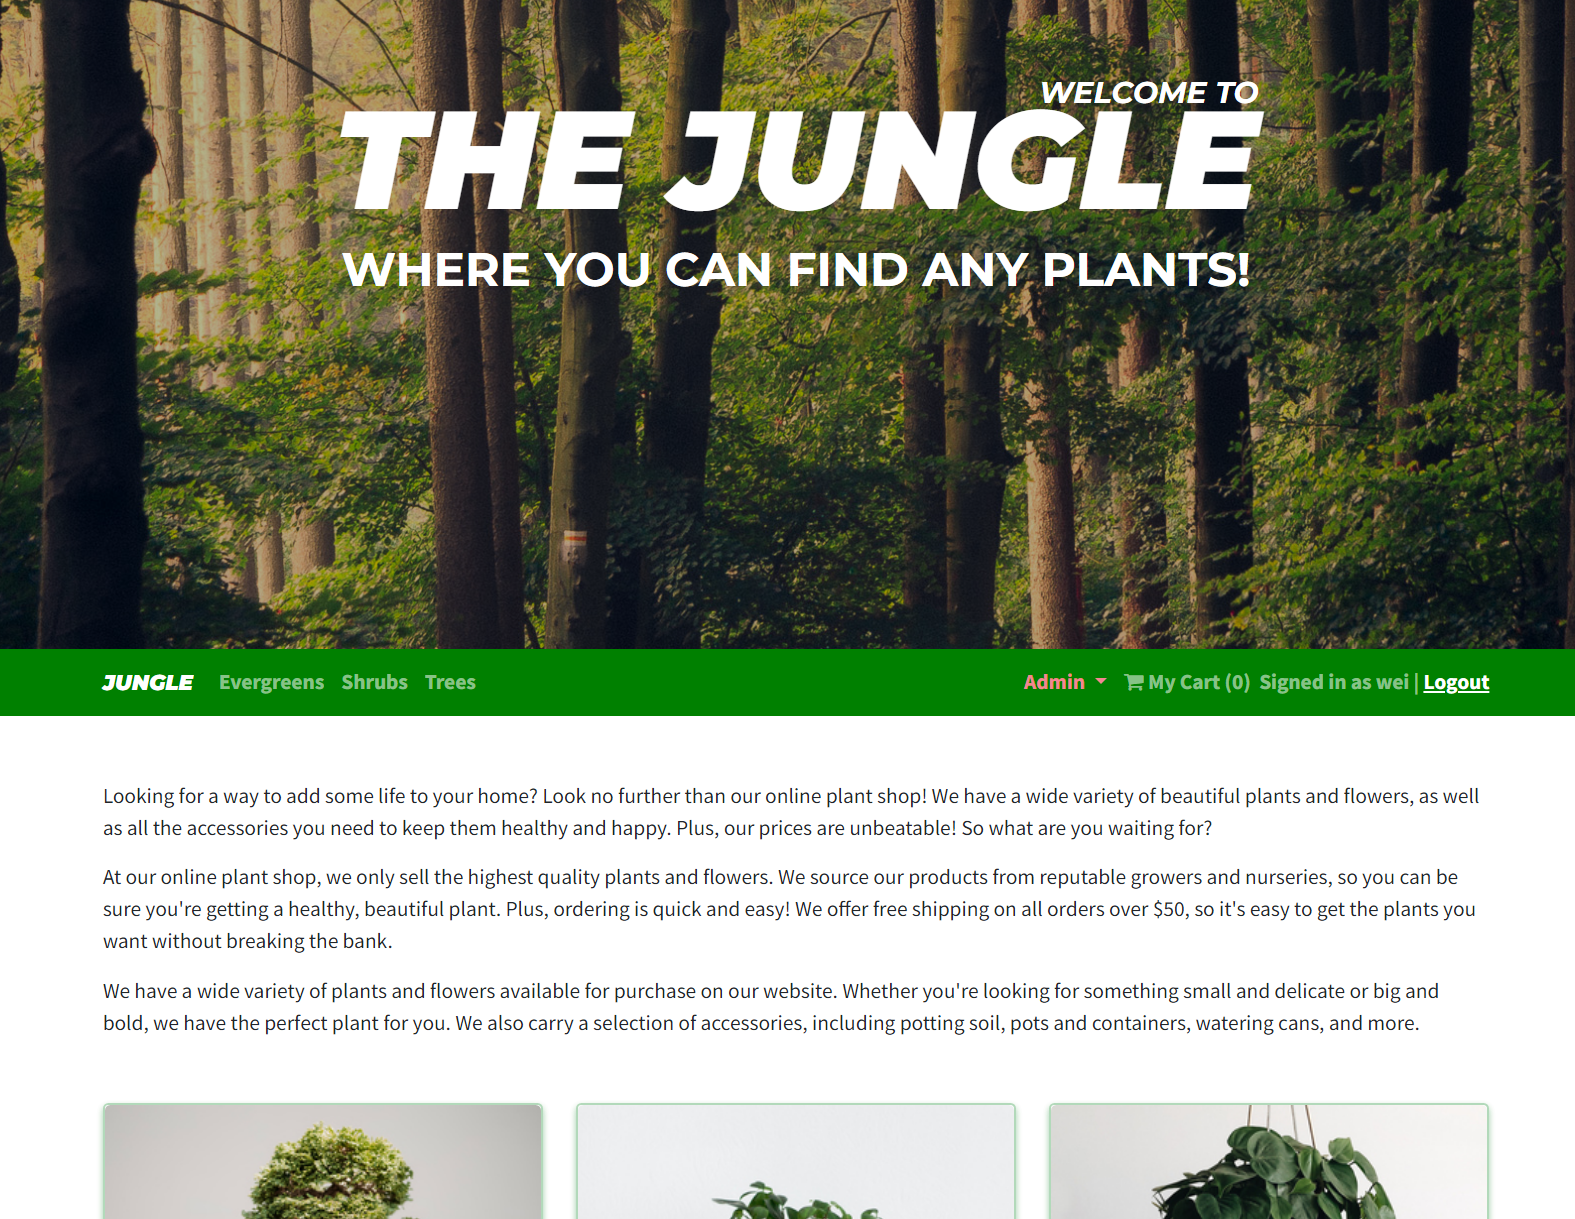 WELCOME TO
THE JUNGLE
WHERE YOU CAN FIND ANY PLANTS!
JUNGLE Evergreens Shrubs Trees Admin My Cart (0) Signed in as wei | Logout
Looking for a way to add some life to your home? Look no further than our online plant shop! We have a wide variety of beautiful plants and flowers, as well
as all the accessories you need to keep them healthy and happy. Plus, our prices are unbeatable! So what are you waiting for?
At our online plant shop, we only sell the highest quality plants and flowers. We source our products from reputable growers and nurseries, so you can be
sure you're getting a healthy, beautiful plant. Plus, ordering is quick and easy! We offer free shipping on all orders over $50, so it's easy to get the plants you
want without breaking the bank.
We have a wide variety of plants and flowers available for purchase on our website. Whether you're looking for something small and delicate or big and
bold, we have the perfect plant for you. We also carry a selection of accessories, including potting soil, pots and containers, watering cans, and more.